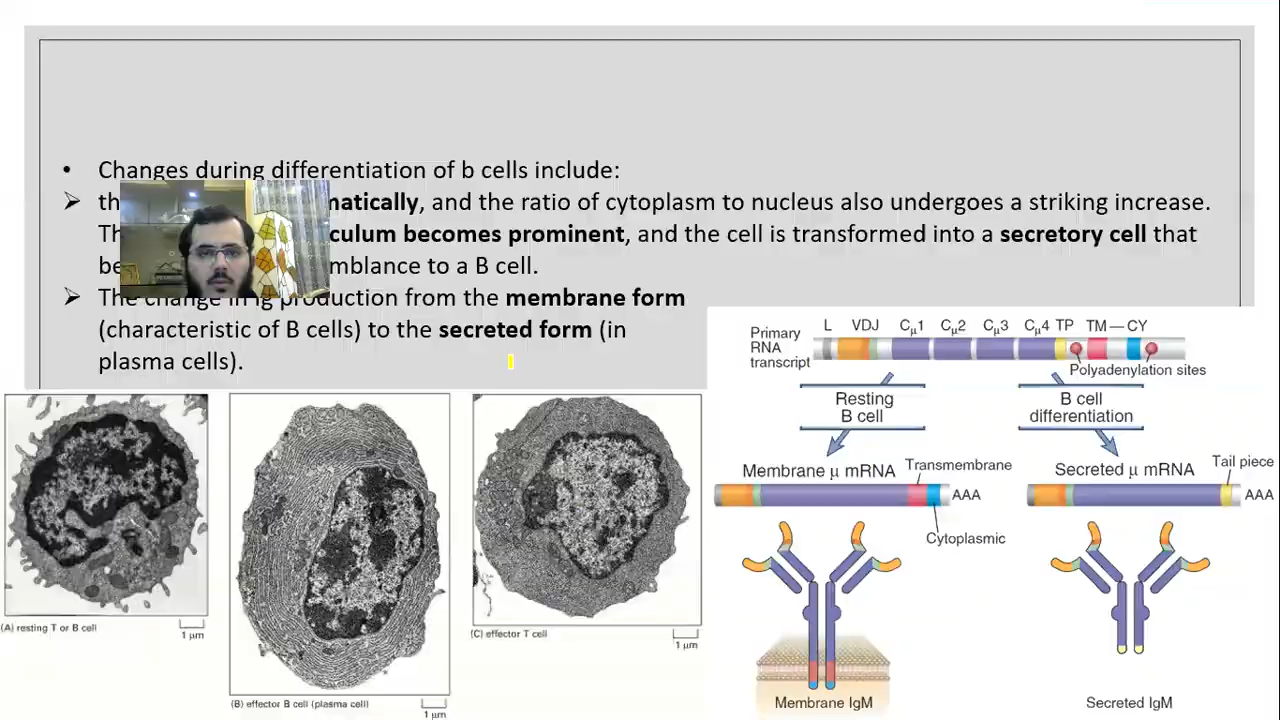 • Changes during differentiation of b cells include:
➢ th matically, and the ratio of cytoplasm to nucleus also undergoes a striking increase.
Th culum becomes prominent, and the cell is transformed into a secretory cell that
be mblance to a B cell.
➢ The change in Ig production from the membrane form
(characteristic of B cells) to the secreted form (in
plasma cells).
Primary
RNA
transcript
L VDJ Cμ1 Cμ2 Cμ3 Cμ4 TP TM — CY
Polyadenylation sites
Resting
B cell
B cell
differentiation
Membrane μ mRNA
Transmembrane
AAA
Cytoplasmic
Secreted μ mRNA
Tail piece
AAA
Membrane IgM
Secreted IgM
(A) resting T or B cell
1 μm
(B) effector B cell (plasma cell)
1 μm
(C) effector T cell
1 μm